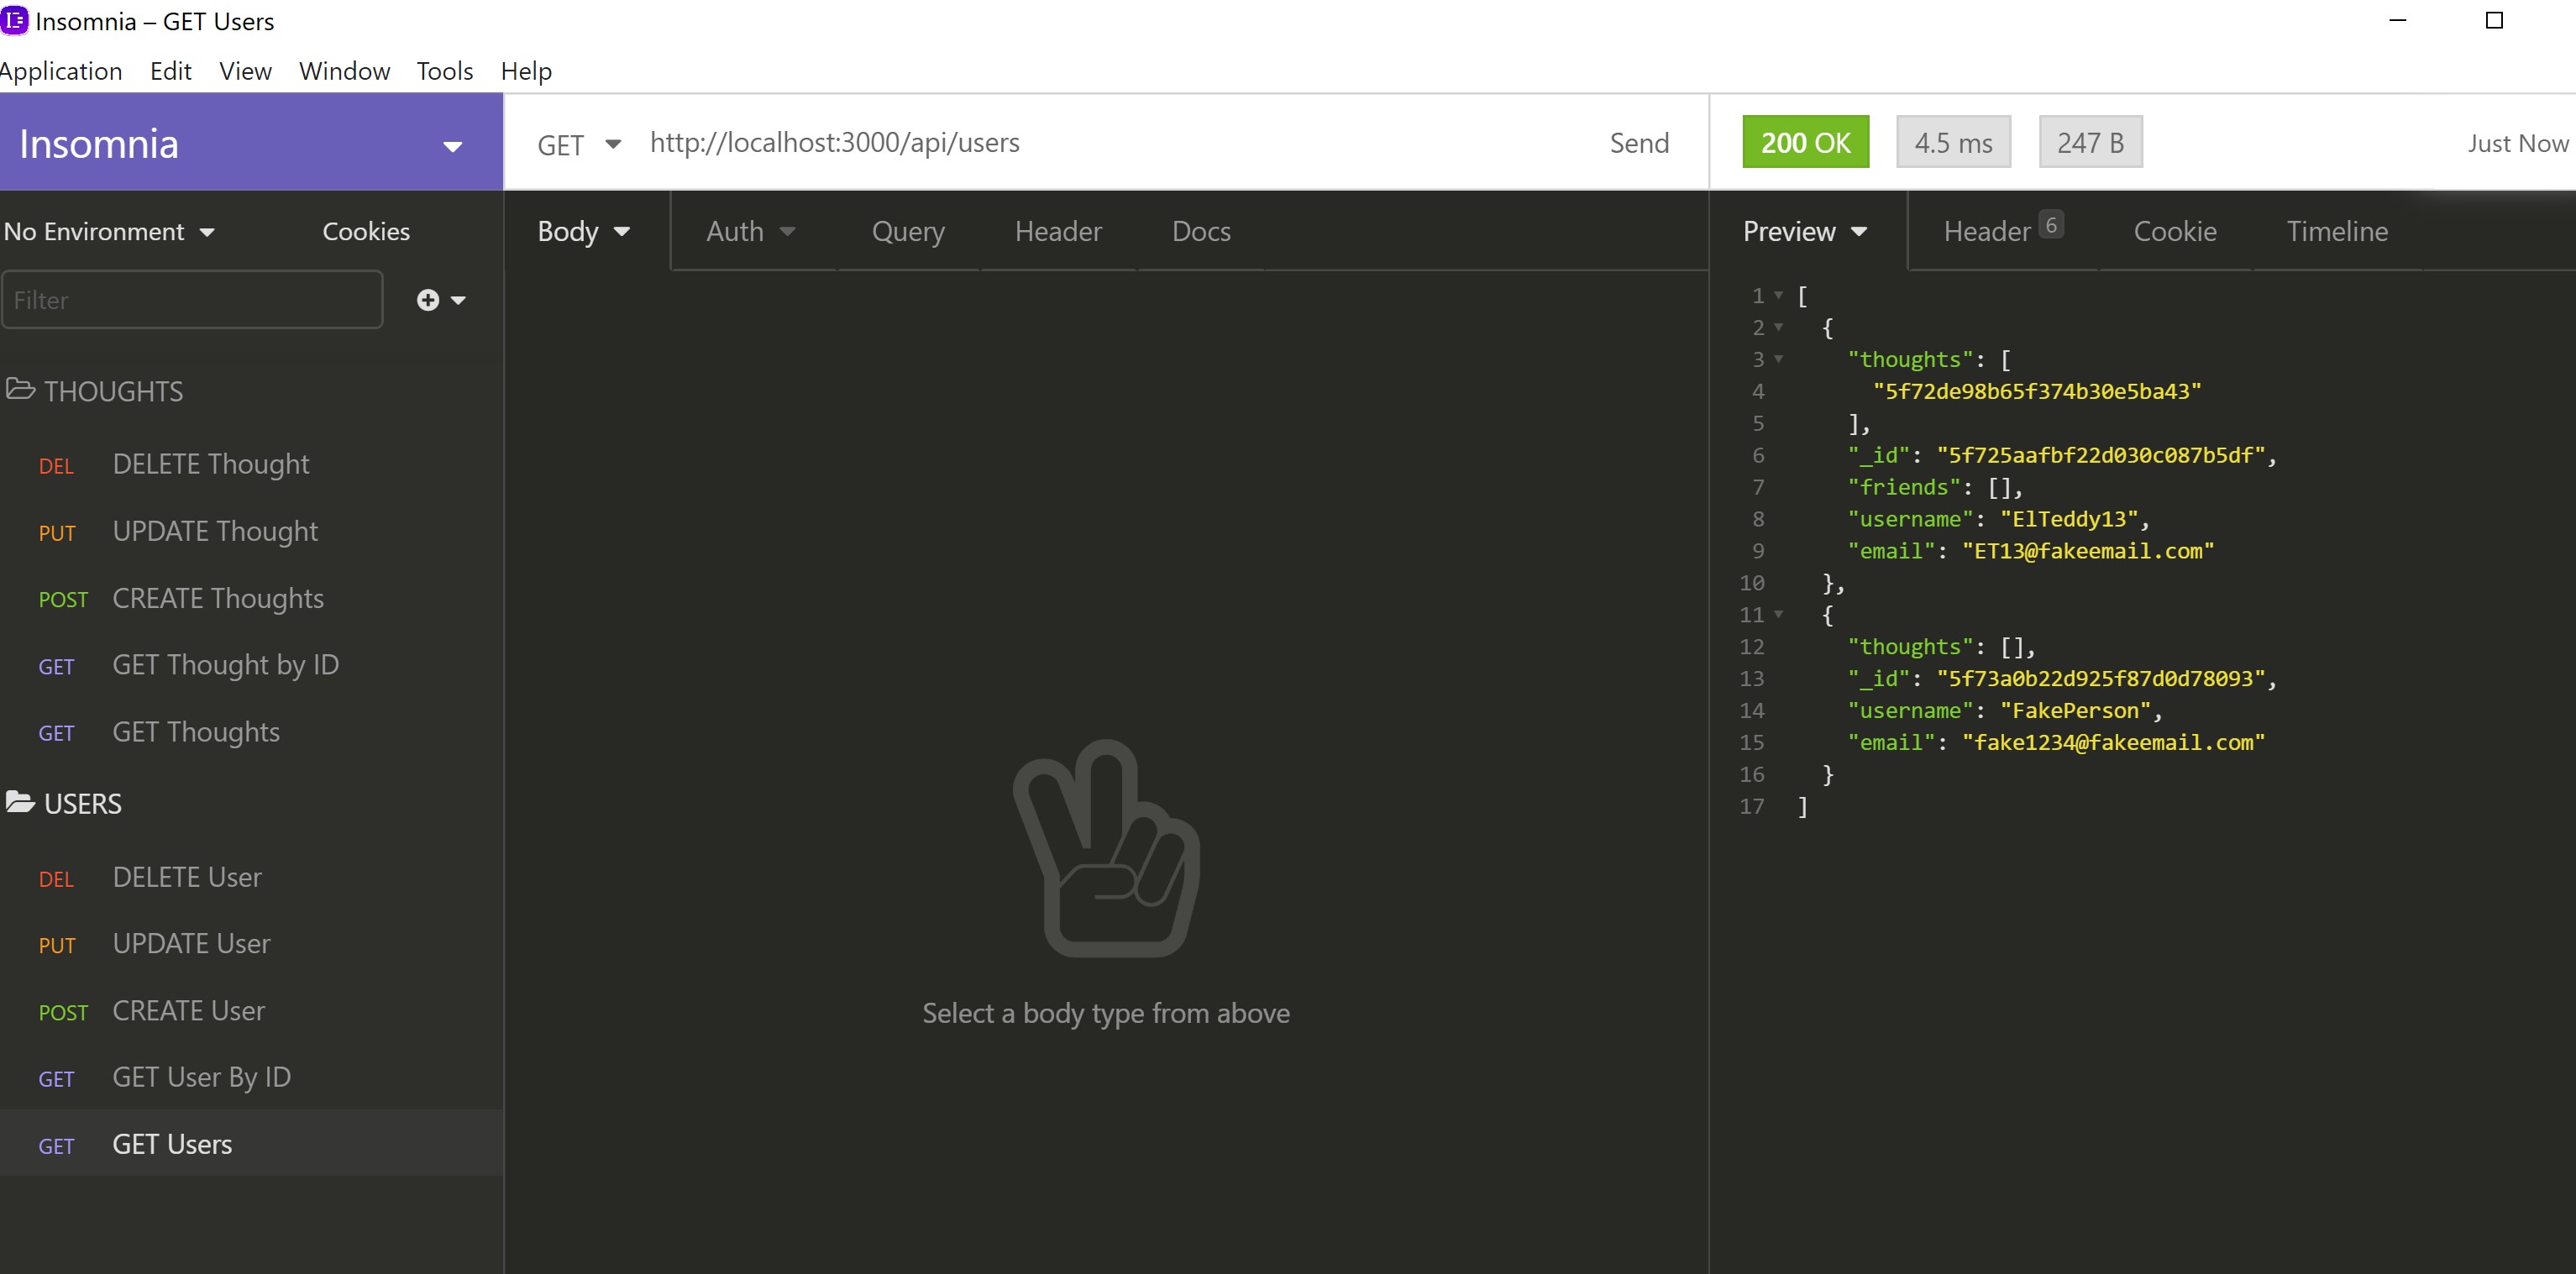 Insomnia – GET Users
Application Edit View Window Tools Help
Insomnia
GET http://localhost:3000/api/users Send
200 OK 4.5 ms 247 B Just Now
No Environment Cookies
Filter
THOUGHTS
DEL DELETE Thought
PUT UPDATE Thought
POST CREATE Thoughts
GET GET Thought by ID
GET GET Thoughts
USERS
DEL DELETE User
PUT UPDATE User
POST CREATE User
GET GET User By ID
GET GET Users
Body Auth Query Header Docs
Select a body type from above
Preview Header 6 Cookie Timeline
1 [
2 {
3 "thoughts": [
4 "5f72de98b65f374b30e5ba43"
5 ],
6 "_id": "5f725aafbf22d030c087b5df",
7 "friends": [],
8 "username": "ElTeddy13",
9 "email": "ET13@fakeemail.com"
10 },
11 {
12 "thoughts": [],
13 "_id": "5f73a0b22d925f87d0d78093",
14 "username": "FakePerson",
15 "email": "fake1234@fakeemail.com"
16 }
17 ]